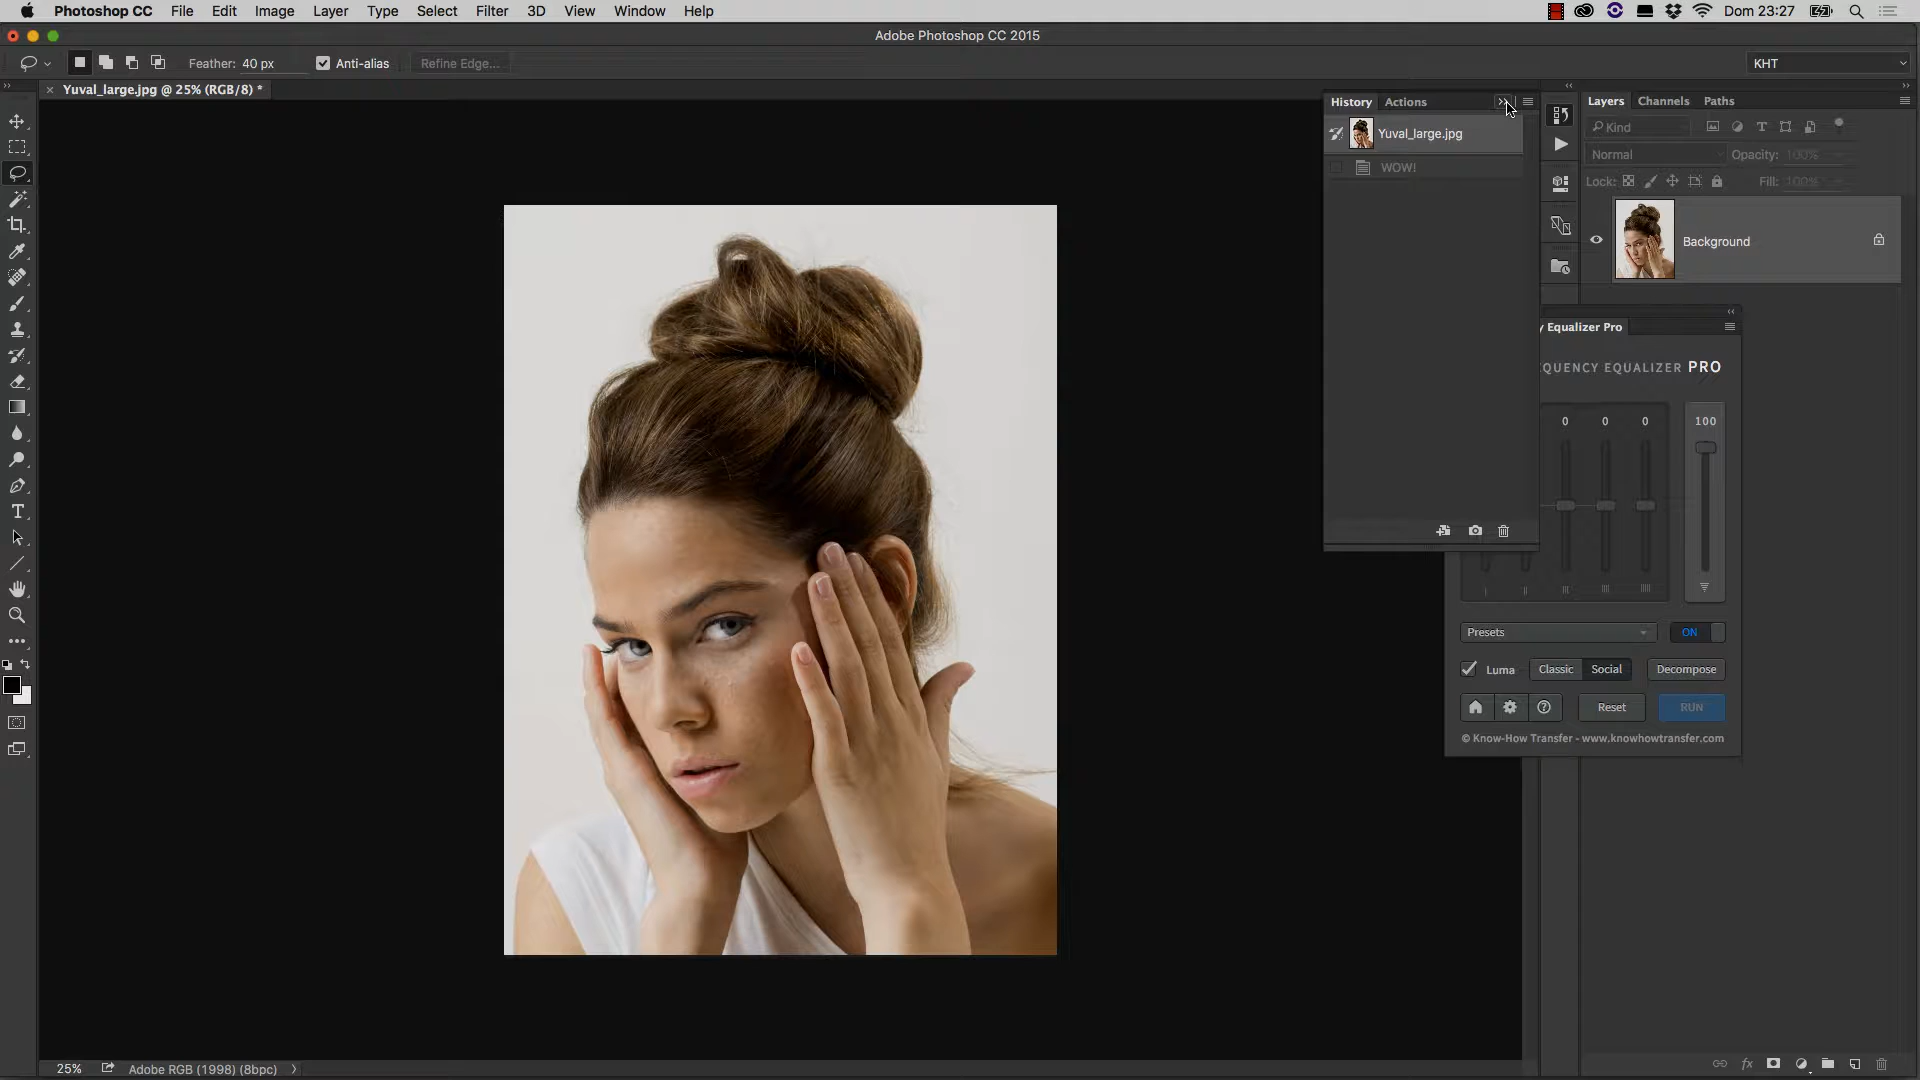 Photoshop CC File Edit Image Layer Type Select Filter 3D View Window Help Dom 23:27
Adobe Photoshop CC 2015
Feather: 40 px Anti-alias Refine Edge... KHT
Yuval_large.jpg @ 25% (RGB/8) *
History Actions
Yuval_large.jpg
WOW!
Layers Channels Paths
Kind
Normal Opacity: 100%
Lock: Fill: 100%
Background
y Equalizer Pro
QUENCY EQUALIZER PRO
0 0 0 100
Presets ON
Luma Classic Social Decompose
Reset RUN
© Know-How Transfer - www.knowhowtransfer.com
25% Adobe RGB (1998) (8bpc)